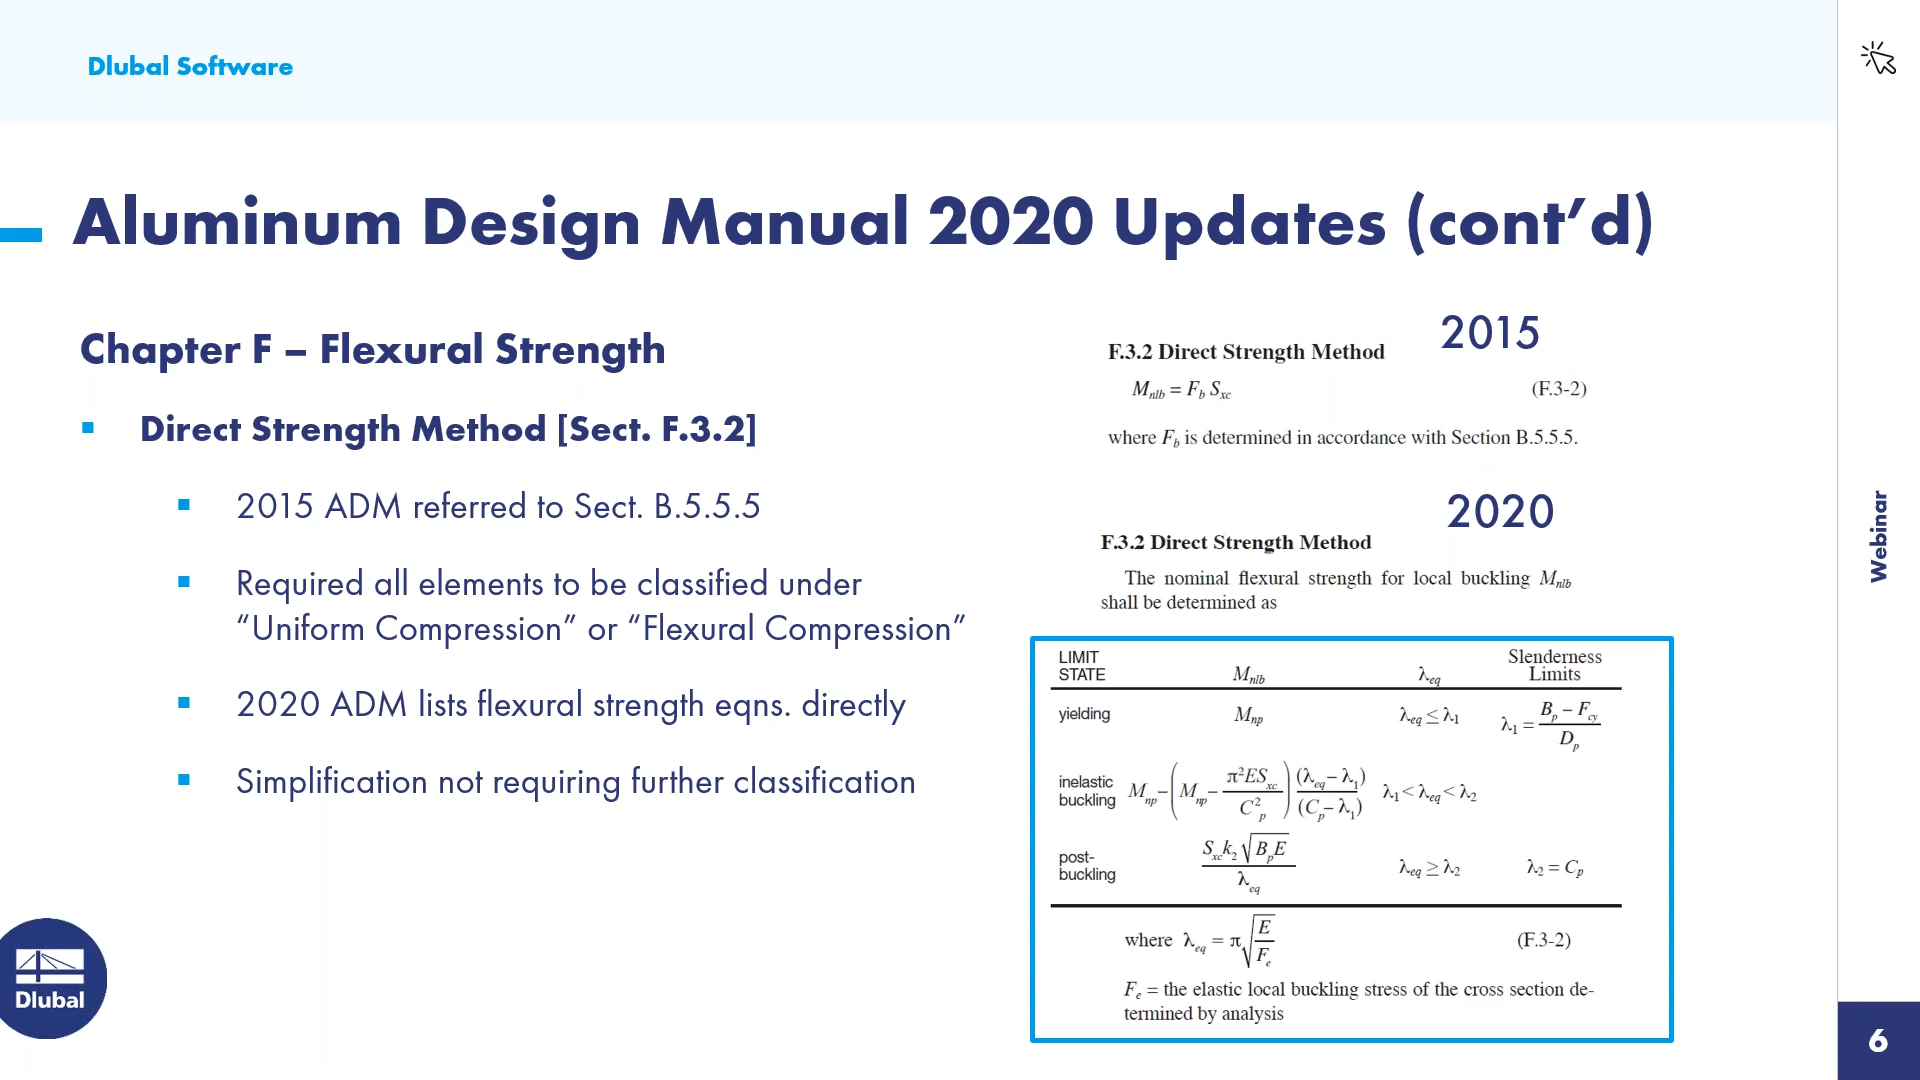 Dlubal Software
Aluminum Design Manual 2020 Updates (cont’d)
Chapter F – Flexural Strength
▪ Direct Strength Method [Sect. F.3.2]
▪ 2015 ADM referred to Sect. B.5.5.5
▪ Required all elements to be classified under
“Uniform Compression” or “Flexural Compression”
▪ 2020 ADM lists flexural strength eqns. directly
▪ Simplification not requiring further classification
2015
F.3.2 Direct Strength Method
M_nlb = F_b S_xc (F.3-2)
where F_b is determined in accordance with Section B.5.5.5.
2020
F.3.2 Direct Strength Method
The nominal flexural strength for local buckling M_nlb
shall be determined as
LIMIT STATE M_nlb λ_eq Slenderness Limits
yielding M_np λ_eq ≤ λ_1 λ_1 = (B_p – F_cy) / D_p
inelastic buckling M_np – (M_np – π²ES_xc / C_p²) (λ_eq – λ_1) / (C_p – λ_1) λ_1 < λ_eq < λ_2
post-buckling S_xc k_2 √(B_p E) / λ_eq λ_eq ≥ λ_2 λ_2 = C_p
where λ_eq = π √(E / F_e) (F.3-2)
F_e = the elastic local buckling stress of the cross section de-
termined by analysis
Webinar
Dlubal
6